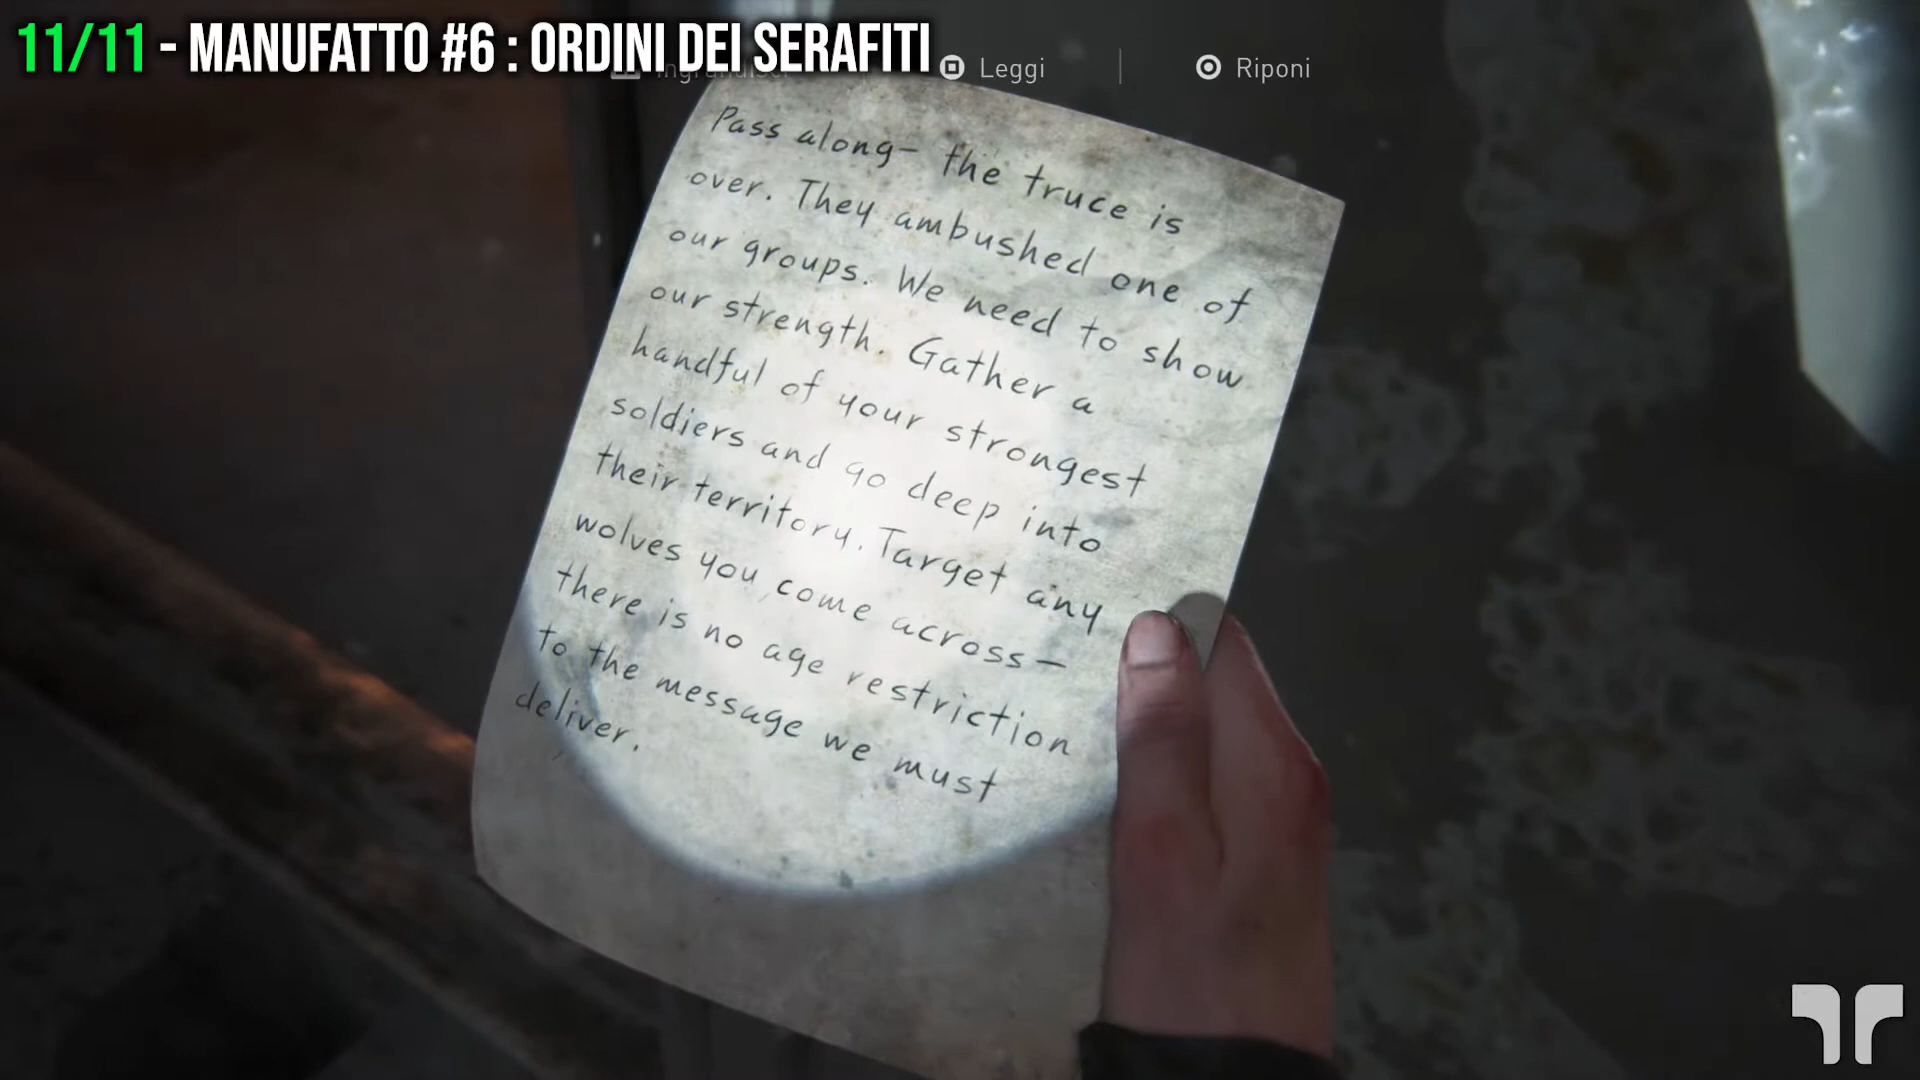 11/11 - MANUFATTO #6 : ORDINI DEI SERAFITI
Leggi
Riponi
Pass along- the truce is
over. They ambushed one of
our groups. We need to show
our strength. Gather a
handful of your strongest
soldiers and go deep into
their territory. Target any
wolves you come across-
there is no age restriction
to the message we must
deliver.